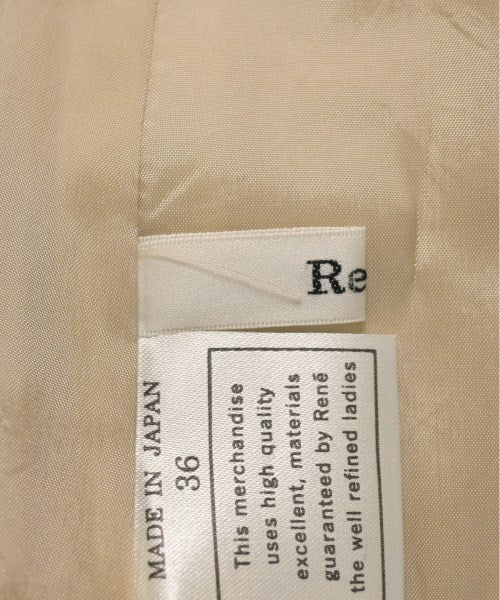 Re
MADE IN JAPAN
36
This merchandise
uses high quality
excellent, materials
guaranteed by René
the well refined ladies